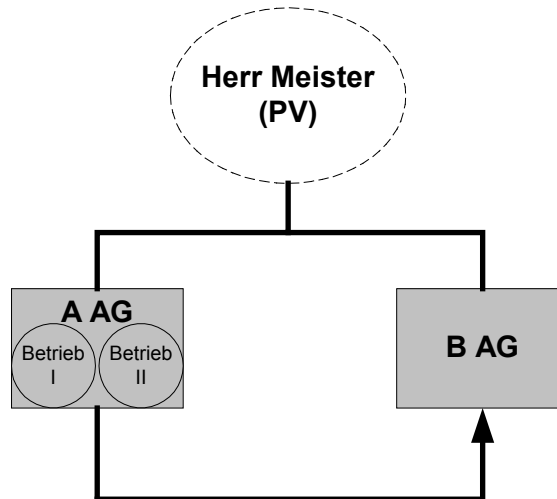 Herr Meister
(PV)
A AG
Betrieb
I
Betrieb
II
B AG